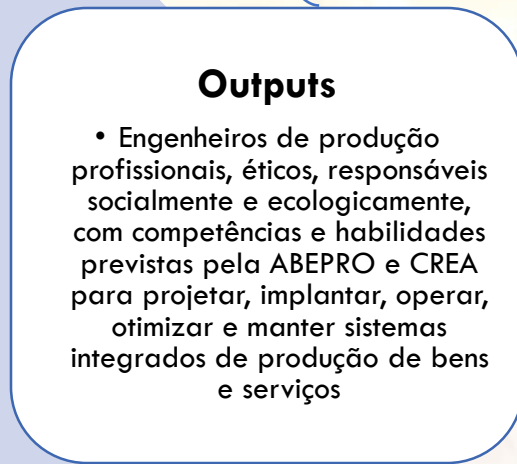 Outputs
• Engenheiros de produção
profissionais, éticos, responsáveis
socialmente e ecologicamente,
com competências e habilidades
previstas pela ABEPRO e CREA
para projetar, implantar, operar,
otimizar e manter sistemas
integrados de produção de bens
e serviços